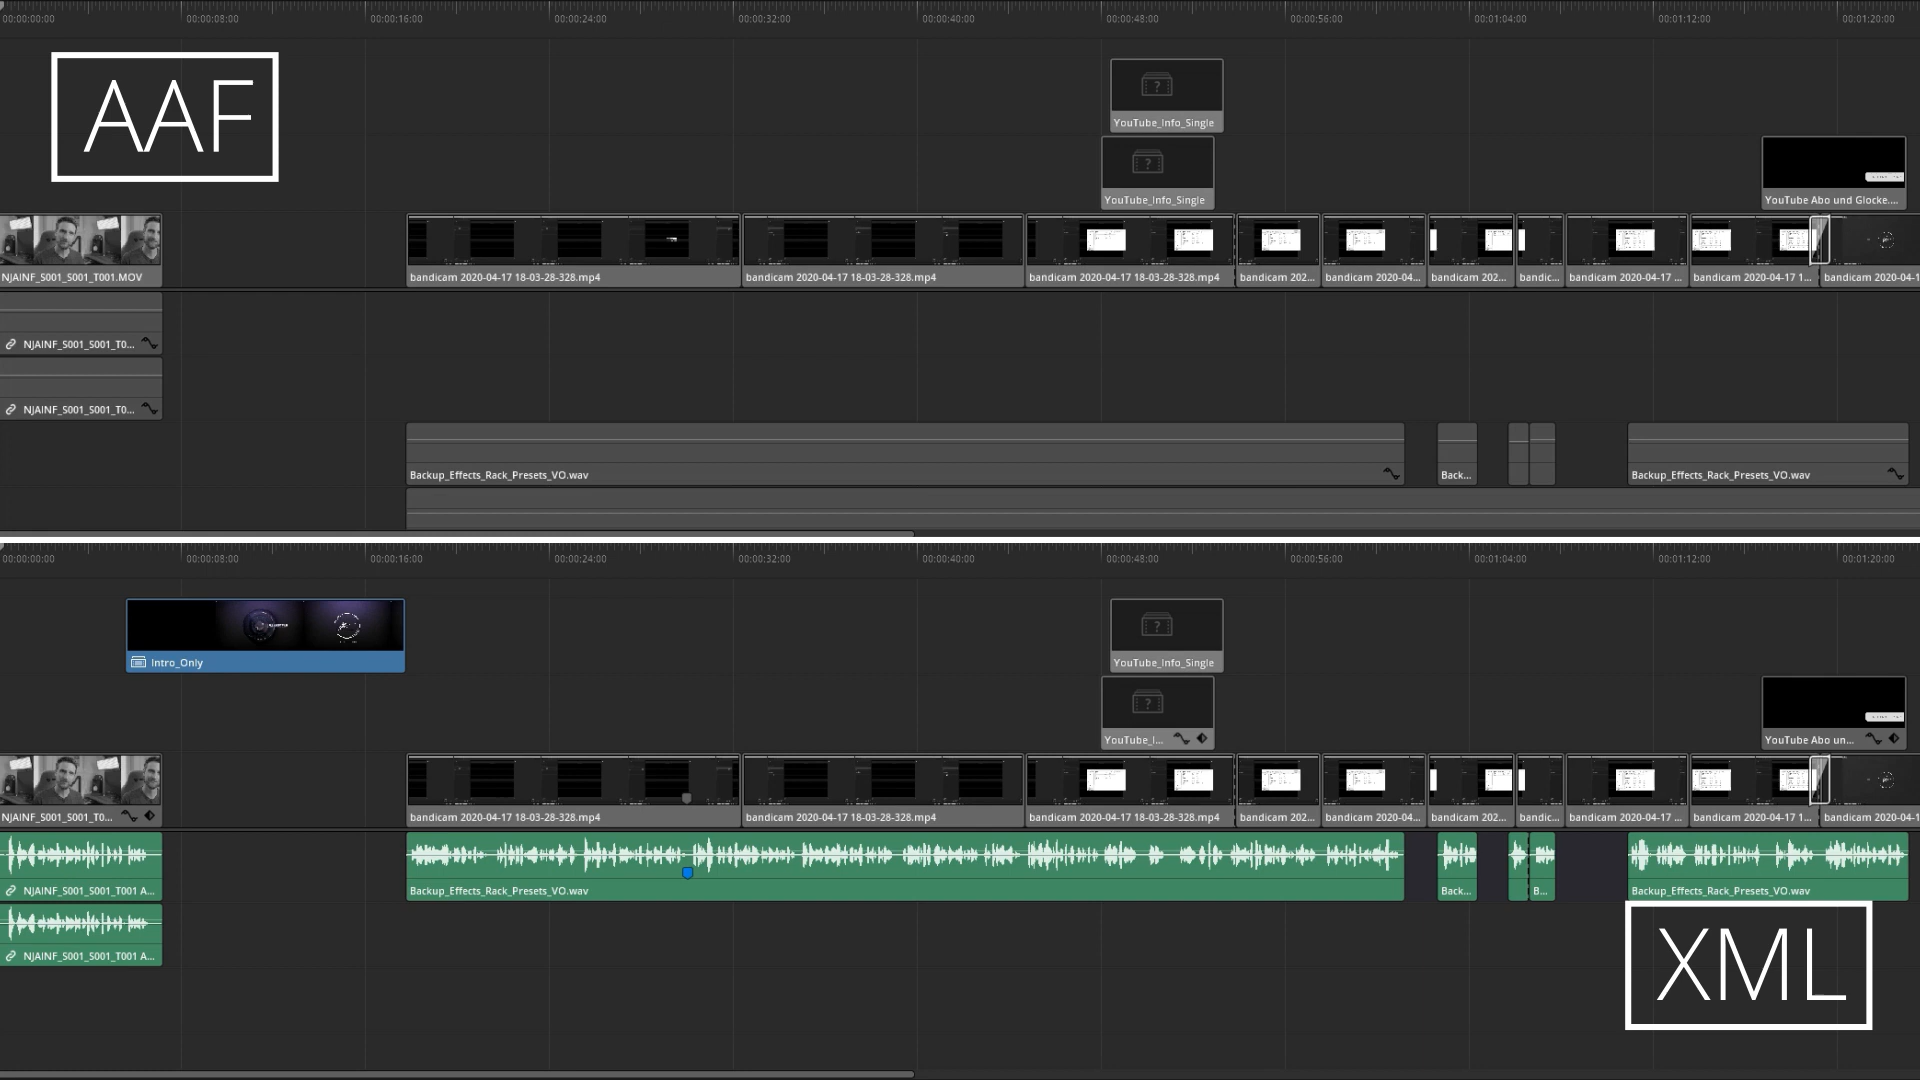 00:00:00:00 00:00:08:00 00:00:16:00 00:00:24:00 00:00:32:00 00:00:40:00 00:00:48:00 00:00:56:00 00:01:04:00 00:01:12:00 00:01:20:00
AAF
YouTube_Info_Single
YouTube_Info_Single
YouTube Abo und Glocke....
NJAINF_S001_S001_T001.MOV
bandicam 2020-04-17 18-03-28-328.mp4
bandicam 2020-04-17 18-03-28-328.mp4
bandicam 2020-04-17 18-03-28-328.mp4
bandicam 202...
bandicam 2020-04...
bandicam 202...
bandic...
bandicam 2020-04-17 ...
bandicam 2020-04-17 1...
bandicam 2020-04-1
NJAINF_S001_S001_T0...
NJAINF_S001_S001_T0...
Backup_Effects_Rack_Presets_VO.wav
Back...
Backup_Effects_Rack_Presets_VO.wav
00:00:00:00 00:00:08:00 00:00:16:00 00:00:24:00 00:00:32:00 00:00:40:00 00:00:48:00 00:00:56:00 00:01:04:00 00:01:12:00 00:01:20:00
Intro_Only
YouTube_Info_Single
YouTube_I...
YouTube Abo un...
NJAINF_S001_S001_T0...
bandicam 2020-04-17 18-03-28-328.mp4
bandicam 2020-04-17 18-03-28-328.mp4
bandicam 2020-04-17 18-03-28-328.mp4
bandicam 202...
bandicam 2020-04...
bandicam 202...
bandic...
bandicam 2020-04-17 ...
bandicam 2020-04-17 1...
bandicam 2020-04-1
NJAINF_S001_S001_T001 A...
Backup_Effects_Rack_Presets_VO.wav
Back...
B...
Backup_Effects_Rack_Presets_VO.wav
NJAINF_S001_S001_T001 A...
XML